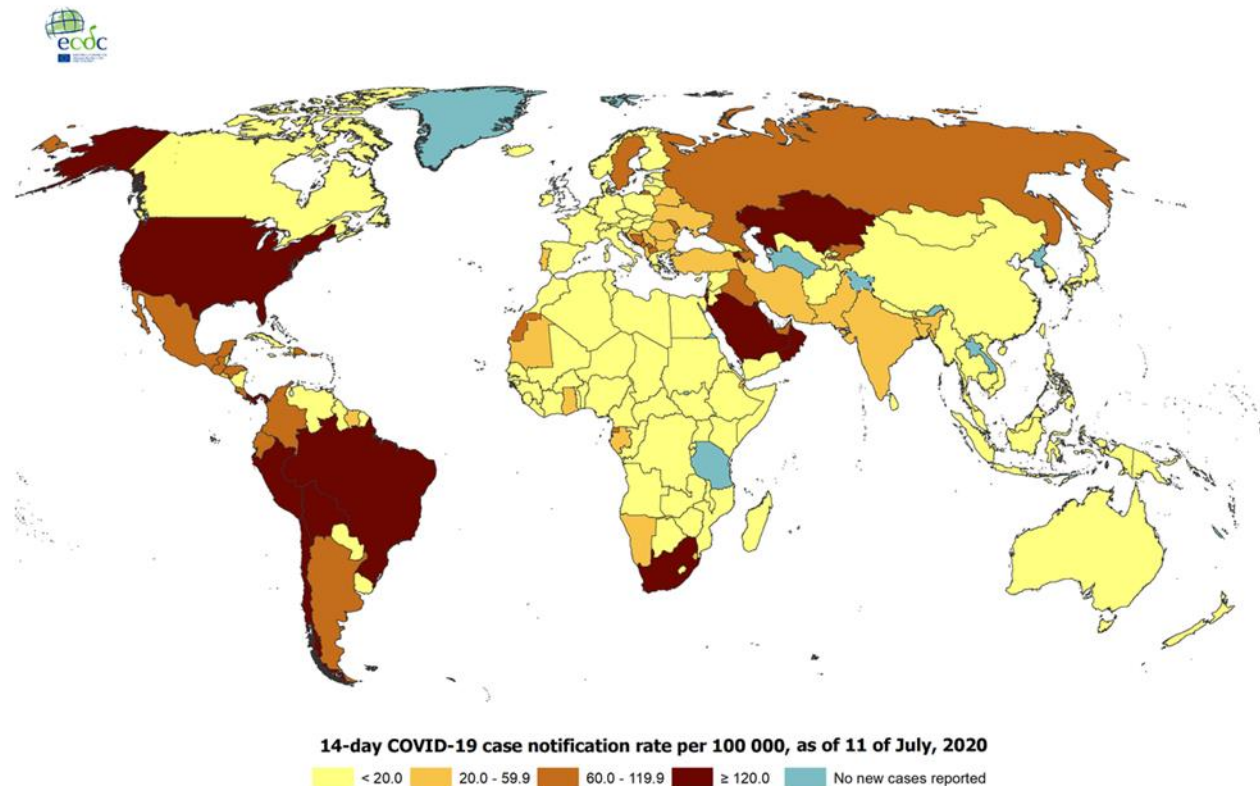 ecdc
14-day COVID-19 case notification rate per 100 000, as of 11 of July, 2020
< 20.0 20.0 - 59.9 60.0 - 119.9 ≥ 120.0 No new cases reported